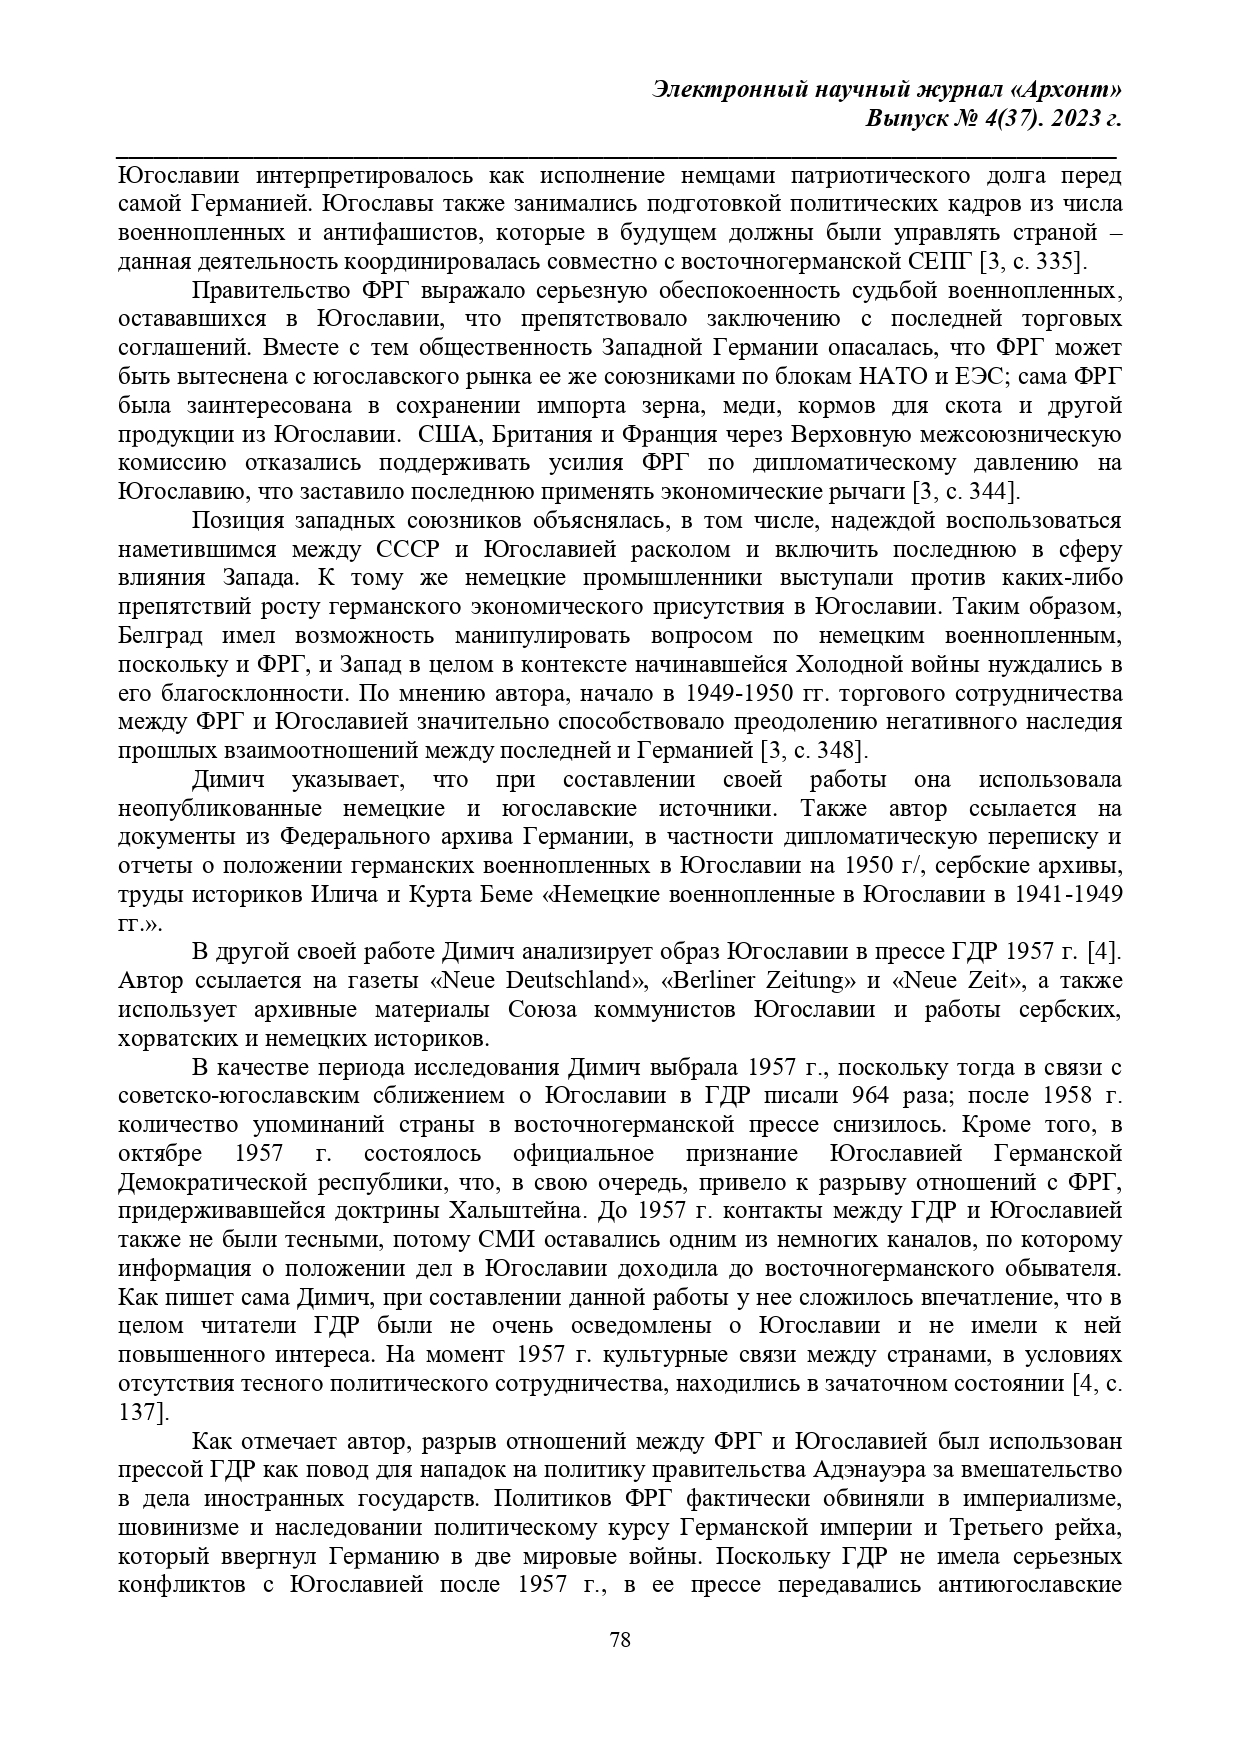 Электронный научный журнал «Архонт»
Выпуск № 4(37). 2023 г.
Югославии интерпретировалось как исполнение немцами патриотического долга перед
самой Германией. Югославы также занимались подготовкой политических кадров из числа
военнопленных и антифашистов, которые в будущем должны были управлять страной –
данная деятельность координировалась совместно с восточногерманской СЕПГ [3, с. 335].
Правительство ФРГ выражало серьезную обеспокоенность судьбой военнопленных,
остававшихся в Югославии, что препятствовало заключению с последней торговых
соглашений. Вместе с тем общественность Западной Германии опасалась, что ФРГ может
быть вытеснена с югославского рынка ее же союзниками по блокам НАТО и ЕЭС; сама ФРГ
была заинтересована в сохранении импорта зерна, меди, кормов для скота и другой
продукции из Югославии.  США, Британия и Франция через Верховную межсоюзническую
комиссию отказались поддерживать усилия ФРГ по дипломатическому давлению на
Югославию, что заставило последнюю применять экономические рычаги [3, с. 344].
Позиция западных союзников объяснялась, в том числе, надеждой воспользоваться
наметившимся между СССР и Югославией расколом и включить последнюю в сферу
влияния Запада. К тому же немецкие промышленники выступали против каких-либо
препятствий росту германского экономического присутствия в Югославии. Таким образом,
Белград имел возможность манипулировать вопросом по немецким военнопленным,
поскольку и ФРГ, и Запад в целом в контексте начинавшейся Холодной войны нуждались в
его благосклонности. По мнению автора, начало в 1949-1950 гг. торгового сотрудничества
между ФРГ и Югославией значительно способствовало преодолению негативного наследия
прошлых взаимоотношений между последней и Германией [3, с. 348].
Димич указывает, что при составлении своей работы она использовала
неопубликованные немецкие и югославские источники. Также автор ссылается на
документы из Федерального архива Германии, в частности дипломатическую переписку и
отчеты о положении германских военнопленных в Югославии на 1950 г/, сербские архивы,
труды историков Илича и Курта Беме «Немецкие военнопленные в Югославии в 1941-1949
гг.».
В другой своей работе Димич анализирует образ Югославии в прессе ГДР 1957 г. [4].
Автор ссылается на газеты «Neue Deutschland», «Berliner Zeitung» и «Neue Zeit», а также
использует архивные материалы Союза коммунистов Югославии и работы сербских,
хорватских и немецких историков.
В качестве периода исследования Димич выбрала 1957 г., поскольку тогда в связи с
советско-югославским сближением о Югославии в ГДР писали 964 раза; после 1958 г.
количество упоминаний страны в восточногерманской прессе снизилось. Кроме того, в
октябре 1957 г. состоялось официальное признание Югославией Германской
Демократической республики, что, в свою очередь, привело к разрыву отношений с ФРГ,
придерживавшейся доктрины Хальштейна. До 1957 г. контакты между ГДР и Югославией
также не были тесными, потому СМИ оставались одним из немногих каналов, по которому
информация о положении дел в Югославии доходила до восточногерманского обывателя.
Как пишет сама Димич, при составлении данной работы у нее сложилось впечатление, что в
целом читатели ГДР были не очень осведомлены о Югославии и не имели к ней
повышенного интереса. На момент 1957 г. культурные связи между странами, в условиях
отсутствия тесного политического сотрудничества, находились в зачаточном состоянии [4, с.
137].
Как отмечает автор, разрыв отношений между ФРГ и Югославией был использован
прессой ГДР как повод для нападок на политику правительства Адэнауэра за вмешательство
в дела иностранных государств. Политиков ФРГ фактически обвиняли в империализме,
шовинизме и наследовании политическому курсу Германской империи и Третьего рейха,
который ввергнул Германию в две мировые войны. Поскольку ГДР не имела серьезных
конфликтов с Югославией после 1957 г., в ее прессе передавались антиюгославские
78